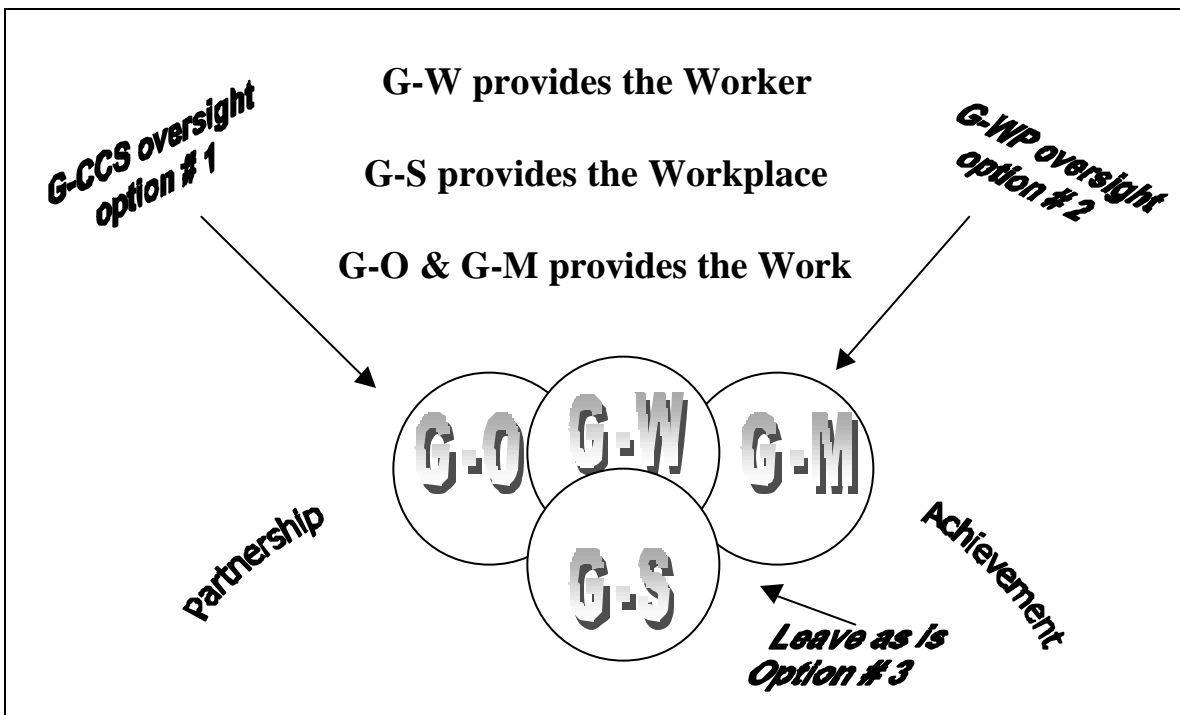 G-W provides the Worker
G-CCS oversight
option # 1
G-WP oversight
option # 2
G-S provides the Workplace
G-O & G-M provides the Work
G-O
G-W
G-M
G-S
Partnership
Achievement
Leave as is
Option # 3